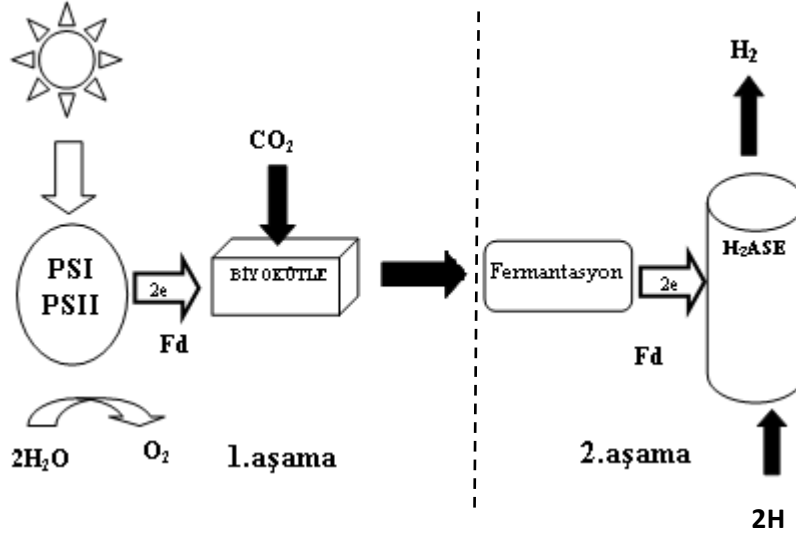 H₂
CO₂
PSI
PSII
2e
Fd
BİYOKÜTLE
Fermantasyon
2e
Fd
H₂ASE
2H₂O
O₂
1.aşama
2.aşama
2H